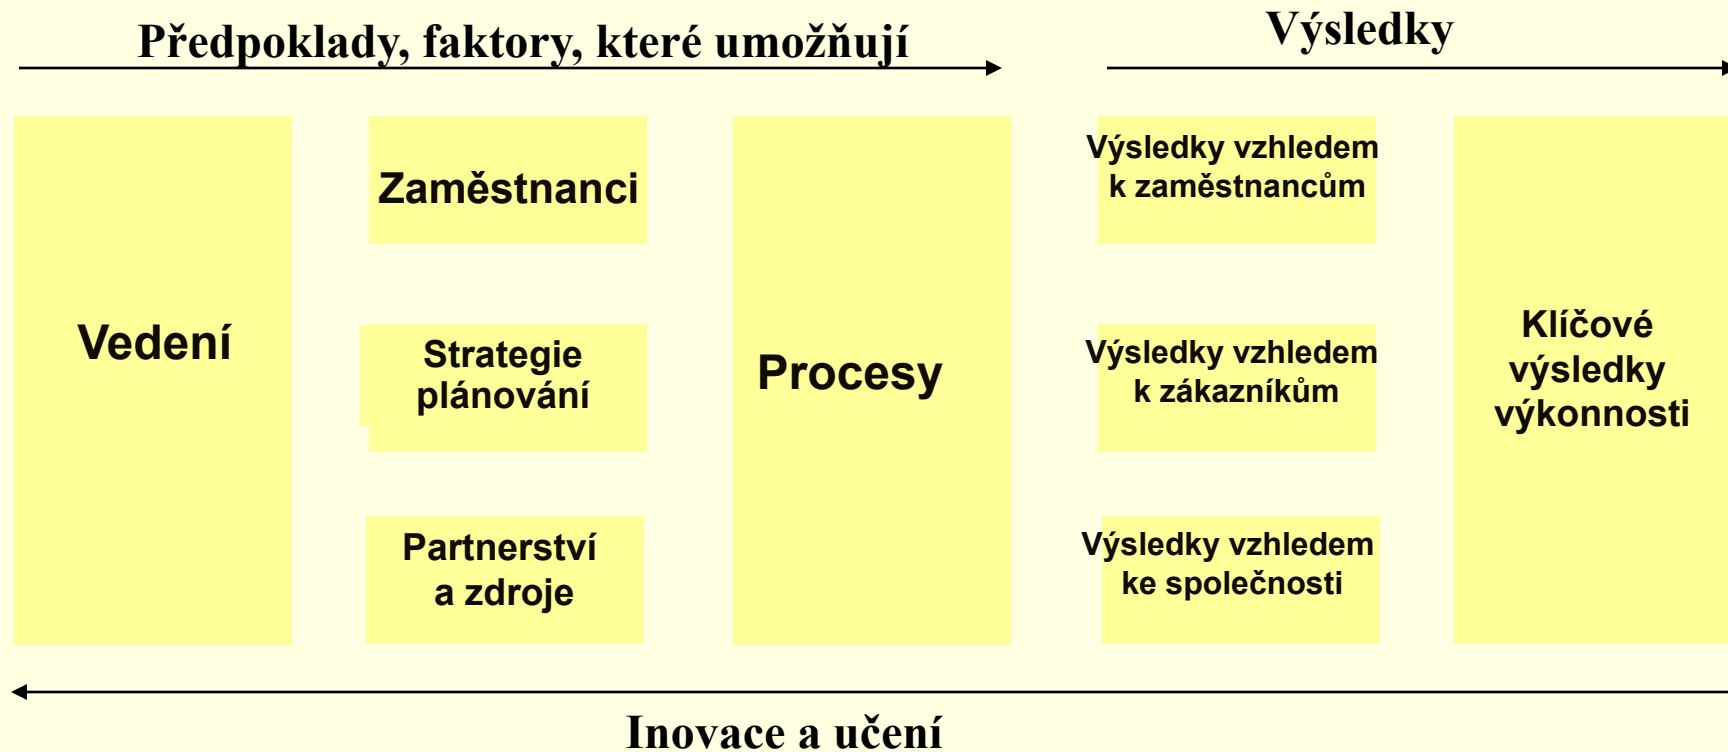 Předpoklady, faktory, které umožňují
Výsledky
Vedení
Zaměstnanci
Strategie
plánování
Partnerství
a zdroje
Procesy
Výsledky vzhledem
k zaměstnancům
Výsledky vzhledem
k zákazníkům
Výsledky vzhledem
ke společnosti
Klíčové
výsledky
výkonnosti
Inovace a učení